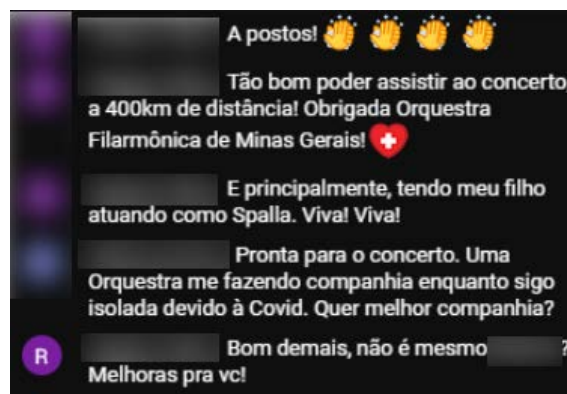 A postos! 👏 👏 👏 👏
Tão bom poder assistir ao concerto
a 400km de distância! Obrigada Orquestra
Filarmônica de Minas Gerais!
E principalmente, tendo meu filho
atuando como Spalla. Viva! Viva!
Pronta para o concerto. Uma
Orquestra me fazendo companhia enquanto sigo
isolada devido à Covid. Quer melhor companhia?
R
Bom demais, não é mesmo ?
Melhoras pra vc!